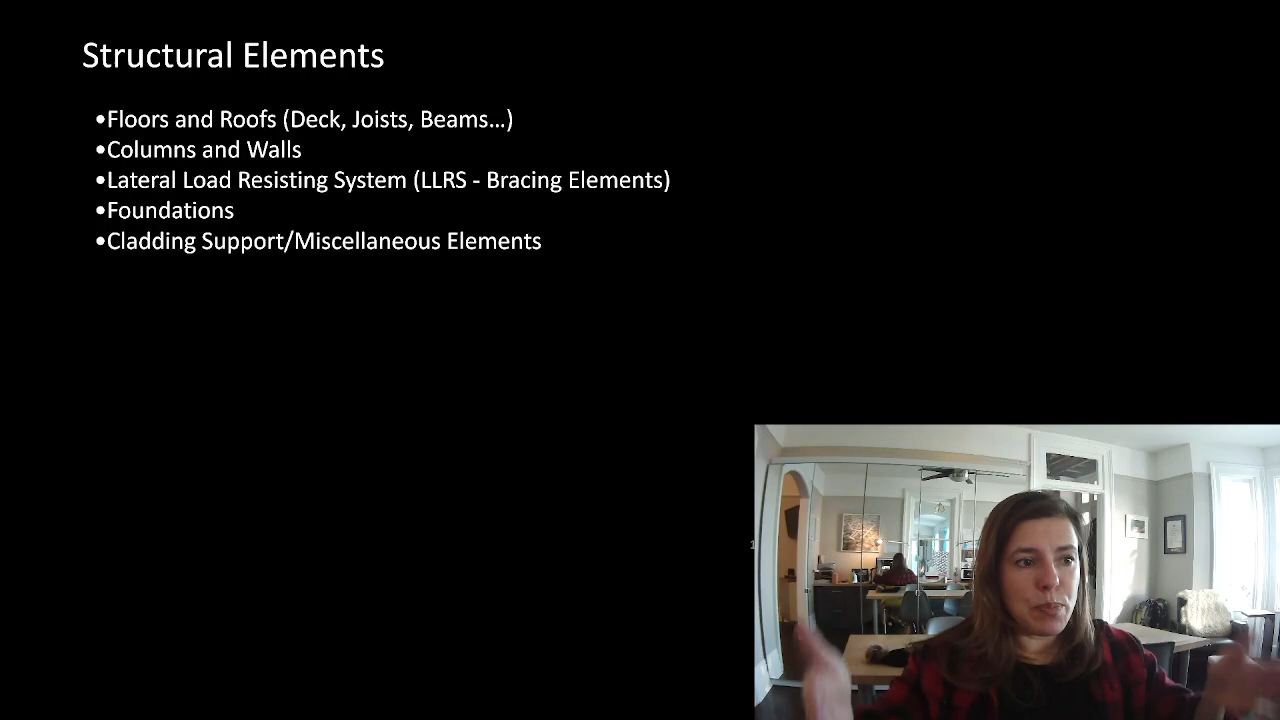 Structural Elements
•Floors and Roofs (Deck, Joists, Beams…)
•Columns and Walls
•Lateral Load Resisting System (LLRS - Bracing Elements)
•Foundations
•Cladding Support/Miscellaneous Elements